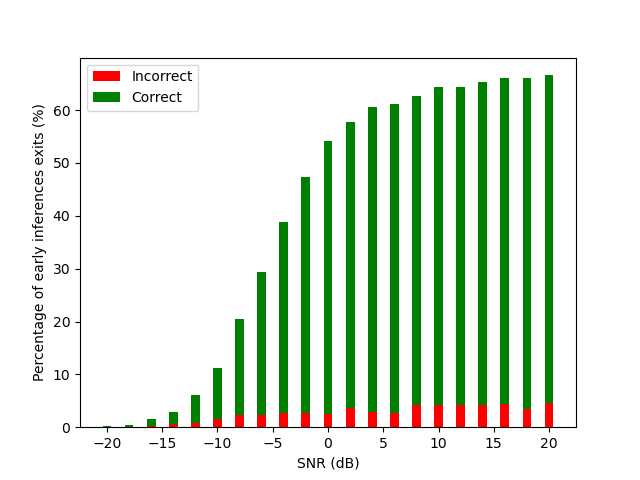 Incorrect
Correct
Percentage of early inferences exits (%)
60
50
40
30
20
10
0
−20 −15 −10 −5 0 5 10 15 20
SNR (dB)